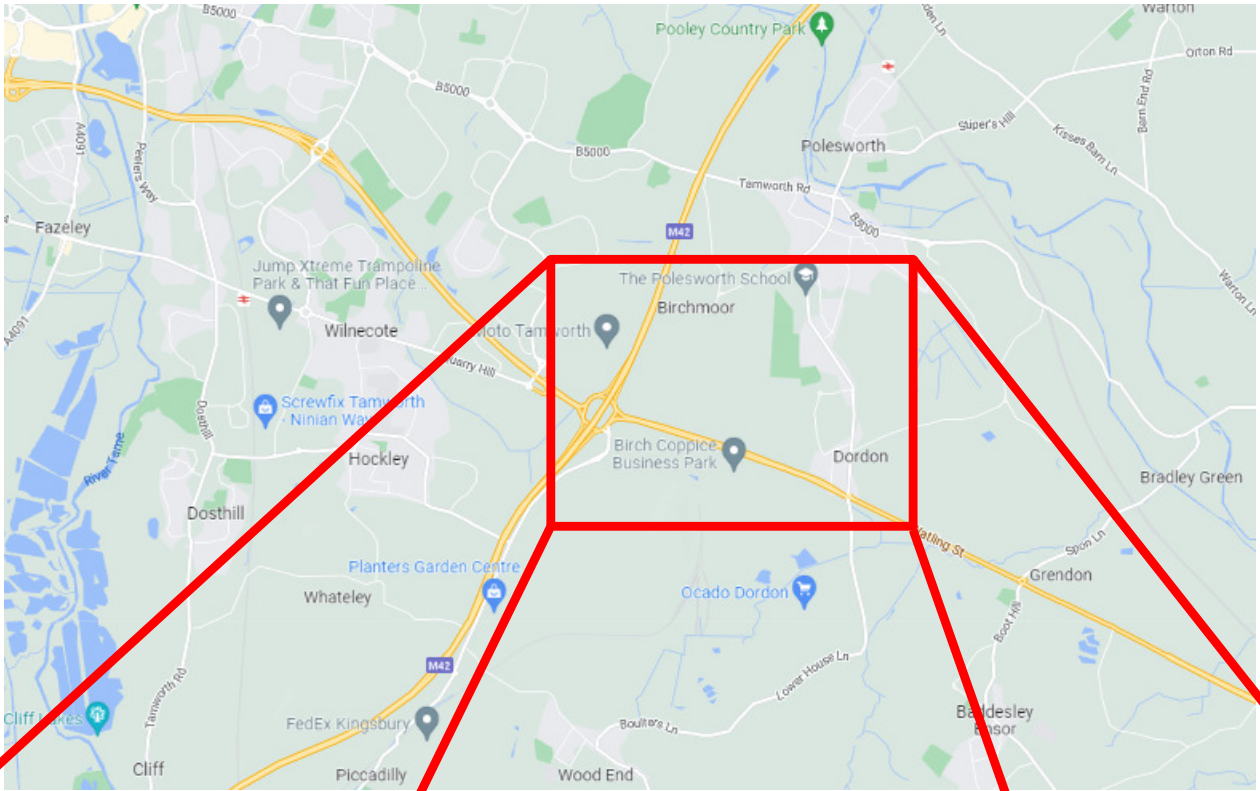 B5000
Pooley Country Park
Warton
Orton Rd
B5000
Barn End Rd
A4091
Peelers Way
Suiper's Hill
Kisses Barn Ln
B5000
Polesworth
Tamworth Rd
B5000
Fazeley
M42
Jump Xtreme Trampoline
Park & That Fun Place ...
The Polesworth School
Birchmoor
Warton Ln
A4091
Wilnecote
Moto Tamworth
Quarry Hill
Screwfix Tamworth
- Ninian Way
Dosthill
River Tame
Hockley
Birch Coppice
Business Park
Dordon
Bradley Green
Dosthill
Watling St
Spon Ln
Planters Garden Centre
Grendon
Whateley
Ocado Dordon
Boot Hill
M42
Lower House Ln
Tamworth Rd
Cliff Lakes
FedEx Kingsbury
Boulters Ln
Baddesley
Ensor
Cliff
Piccadilly
Wood End